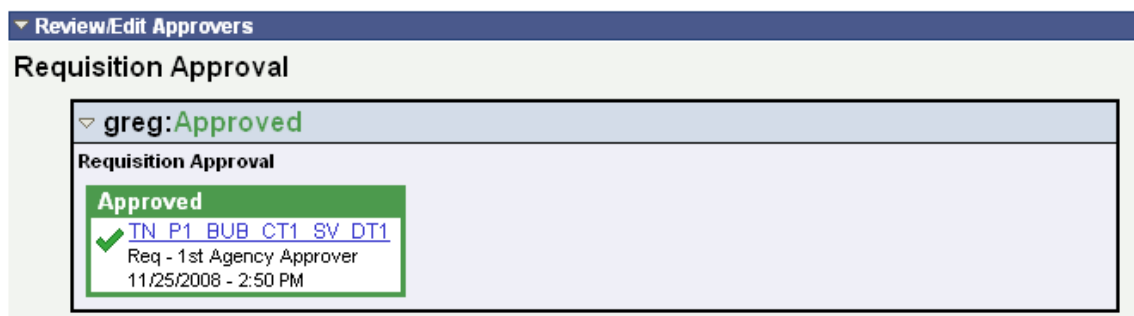 Review/Edit Approvers
Requisition Approval
greg:Approved
Requisition Approval
Approved
TN_P1_BUB_CT1_SV_DT1
Req - 1st Agency Approver
11/25/2008 - 2:50 PM